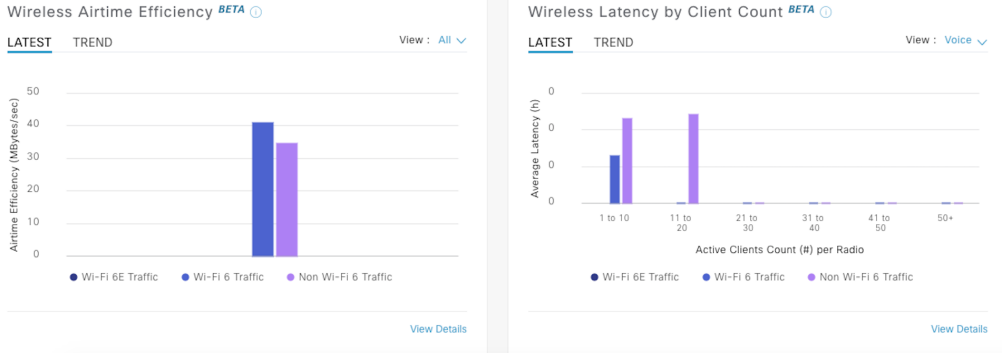 Wireless Airtime Efficiency BETA
LATEST TREND View : All
Airtime Efficiency (MBytes/sec)
50
40
30
20
10
0
Wi-Fi 6E Traffic Wi-Fi 6 Traffic Non Wi-Fi 6 Traffic
View Details
Wireless Latency by Client Count BETA
LATEST TREND View : Voice
Average Latency (h)
0
0
0
0
1 to 10 11 to 20 21 to 30 31 to 40 41 to 50 50+
Active Clients Count (#) per Radio
Wi-Fi 6E Traffic Wi-Fi 6 Traffic Non Wi-Fi 6 Traffic
View Details